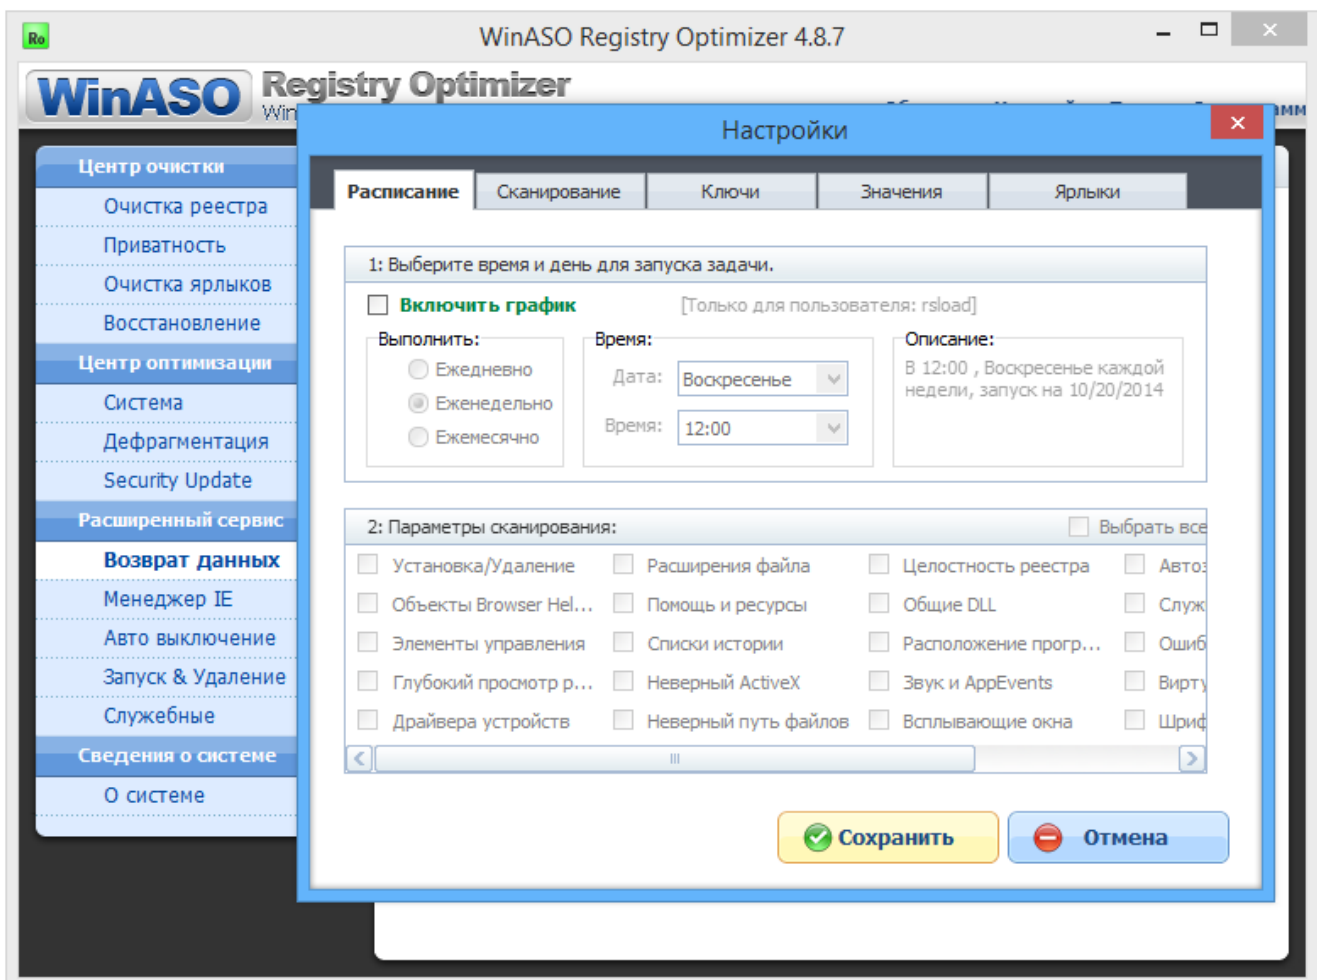 Ro
WinASO Registry Optimizer 4.8.7
WinASO Registry Optimizer
Настройки
Центр очистки
Очистка реестра
Приватность
Очистка ярлыков
Восстановление
Центр оптимизации
Система
Дефрагментация
Security Update
Расширенный сервис
Возврат данных
Менеджер IE
Авто выключение
Запуск & Удаление
Служебные
Сведения о системе
О системе
Расписание Сканирование Ключи Значения Ярлыки
1: Выберите время и день для запуска задачи.
Включить график [Только для пользователя: rsload]
Выполнить:
Ежедневно
Еженедельно
Ежемесячно
Время:
Дата: Воскресенье
Время: 12:00
Описание:
В 12:00 , Воскресенье каждой
недели, запуск на 10/20/2014
2: Параметры сканирования: Выбрать все
Установка/Удаление Расширения файла Целостность реестра
Объекты Browser Hel... Помощь и ресурсы Общие DLL
Элементы управления Списки истории Расположение прогр...
Глубокий просмотр р... Неверный ActiveX Звук и AppEvents
Драйвера устройств Неверный путь файлов Всплывающие окна
Сохранить Отмена